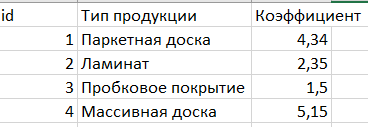 id Тип продукции Коэффициент
1 Паркетная доска 4,34
2 Ламинат 2,35
3 Пробковое покрытие 1,5
4 Массивная доска 5,15